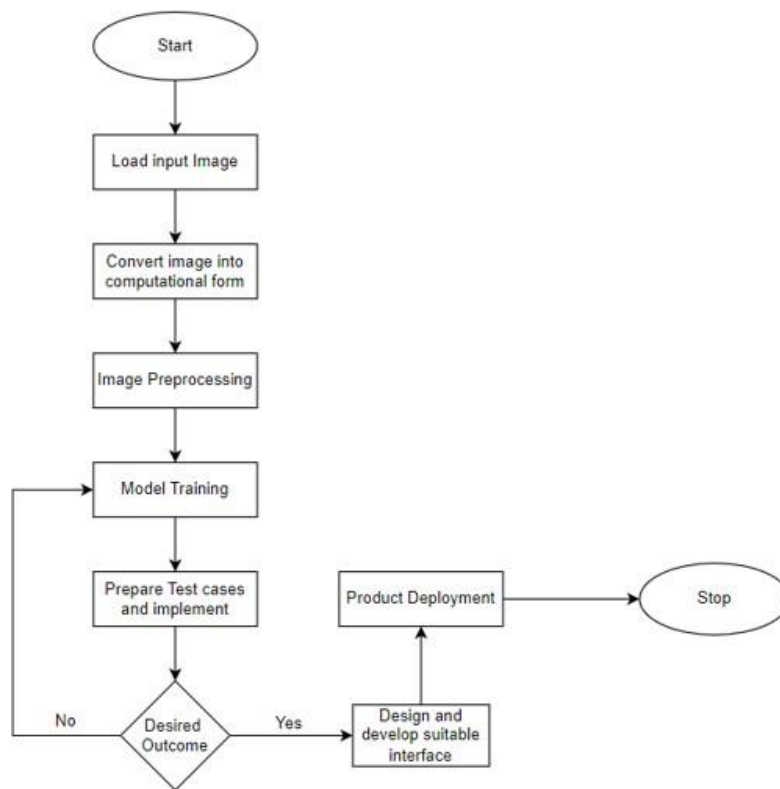 Start
Load input Image
Convert image into
computational form
Image Preprocessing
Model Training
Prepare Test cases
and implement
Product Deployment
Stop
No
Desired
Outcome
Yes
Design and
develop suitable
interface